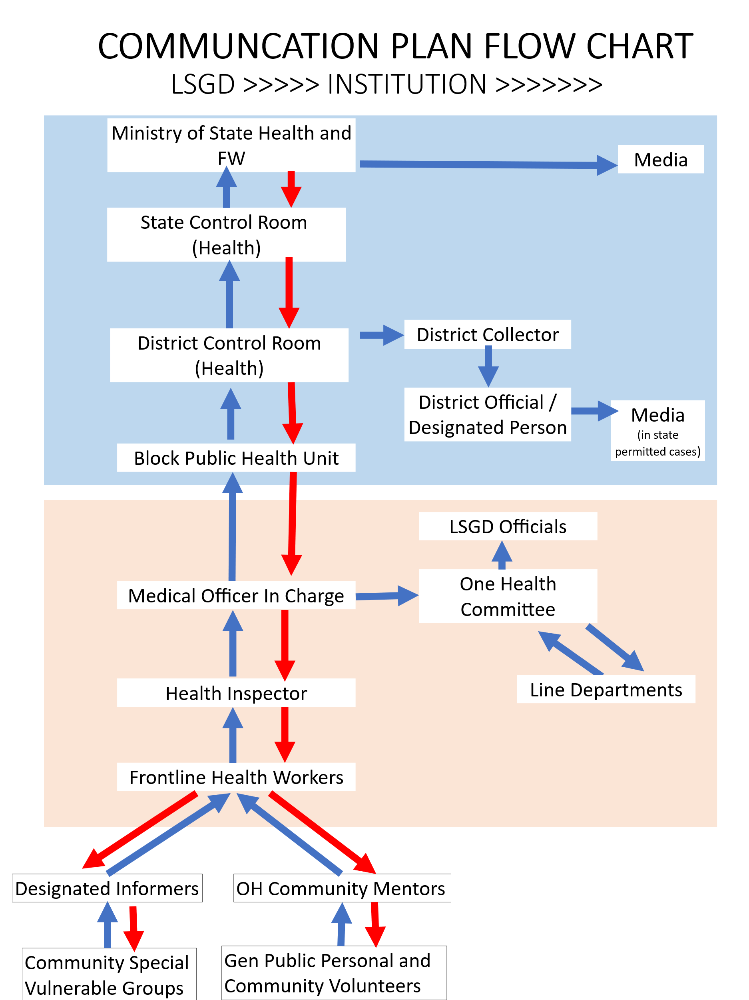 COMMUNCATION PLAN FLOW CHART
LSGD >>>>> INSTITUTION >>>>>>>
Ministry of State Health and
FW
Media
State Control Room
(Health)
District Control Room
(Health)
District Collector
District Official /
Designated Person
Media
(in state
permitted cases)
Block Public Health Unit
LSGD Officials
One Health
Committee
Medical Officer In Charge
Line Departments
Health Inspector
Frontline Health Workers
Designated Informers
OH Community Mentors
Community Special
Vulnerable Groups
Gen Public Personal and
Community Volunteers